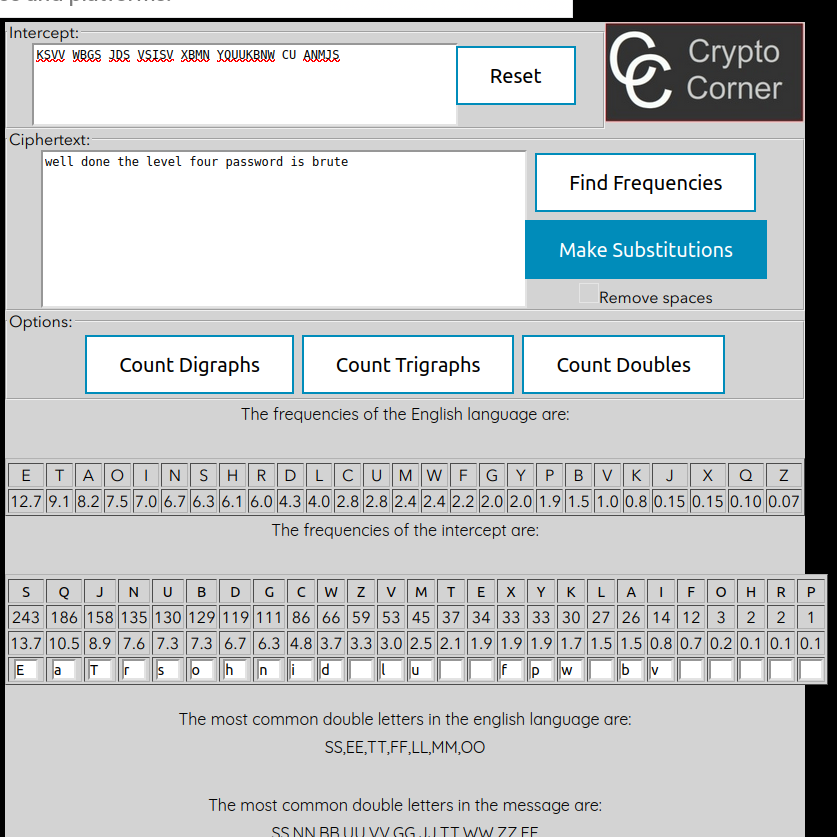 and platforms.
Intercept:
KSVV WBGS JDS VSISV XBMN YQUUKBNW CU ANMJS
Reset
Crypto
Corner
Ciphertext:
well done the level four password is brute
Find Frequencies
Make Substitutions
Remove spaces
Options:
Count Digraphs Count Trigraphs Count Doubles
The frequencies of the English language are:
E T A O I N S H R D L C U M W F G Y P B V K J X Q Z
12.7 9.1 8.2 7.5 7.0 6.7 6.3 6.1 6.0 4.3 4.0 2.8 2.8 2.4 2.4 2.2 2.0 2.0 1.9 1.5 1.0 0.8 0.15 0.15 0.10 0.07
The frequencies of the intercept are:
S Q J N U B D G C W Z V M T E X Y K L A I F O H R P
243 186 158 135 130 129 119 111 86 66 59 53 45 37 34 33 33 30 27 26 14 12 3 2 2 1
13.7 10.5 8.9 7.6 7.3 7.3 6.7 6.3 4.8 3.7 3.3 3.0 2.5 2.1 1.9 1.9 1.9 1.7 1.5 1.5 0.8 0.7 0.2 0.1 0.1 0.1
E a T r s o h n i d l u f p w b v
The most common double letters in the english language are:
SS,EE,TT,FF,LL,MM,OO
The most common double letters in the message are:
SS,NN,BB,UU,VV,GG,JJ,TT,WW,ZZ,EE